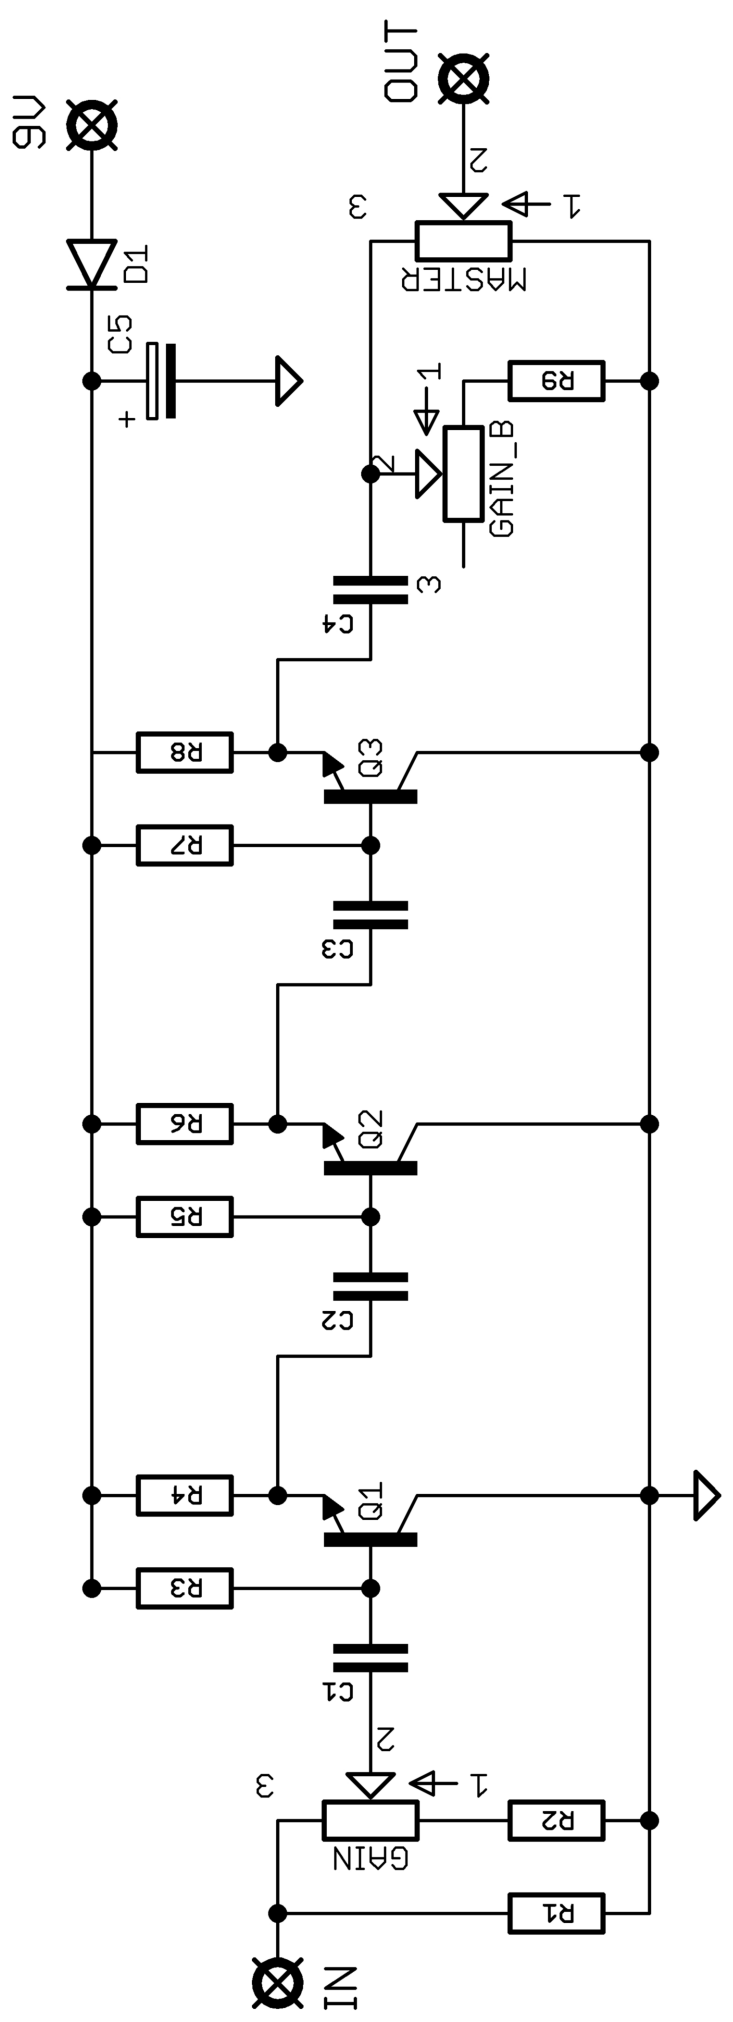 9V
OUT
2
3
1
D1
MASTER
C5
+
R9
1
2
GAIN_B
3
C4
R8
Q3
R7
C3
R6
Q2
R5
C2
R4
Q1
R3
C1
2
3
1
R2
GAIN
R1
IN